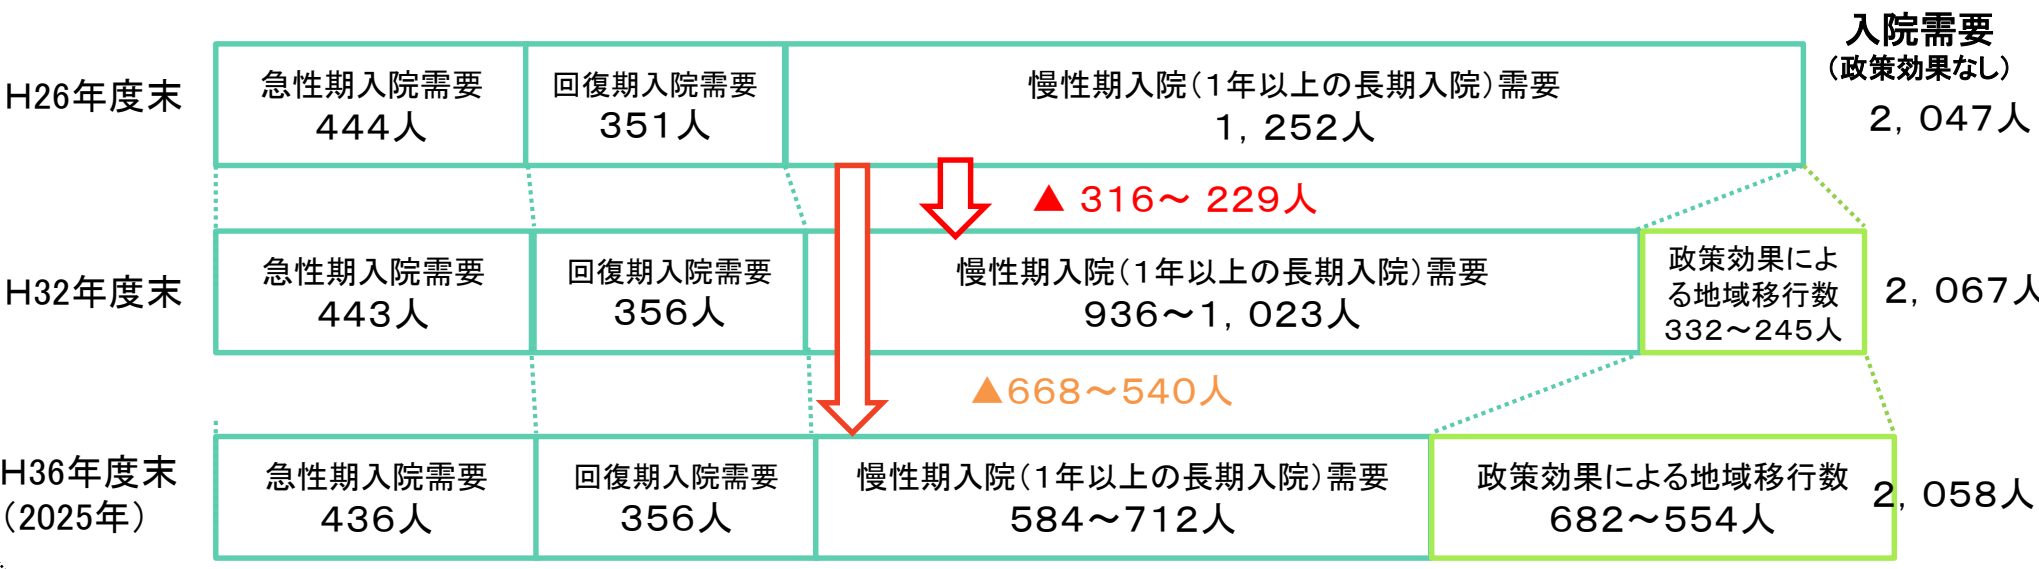 入院需要
（政策効果なし）
H26年度末
急性期入院需要
444人
回復期入院需要
351人
慢性期入院（1年以上の長期入院）需要
1，252人
2，047人
▲ 316～ 229人
H32年度末
急性期入院需要
443人
回復期入院需要
356人
慢性期入院（1年以上の長期入院）需要
936～1，023人
政策効果によ
る地域移行数
332～245人
2，067人
▲668～540人
H36年度末
（2025年）
急性期入院需要
436人
回復期入院需要
356人
慢性期入院（1年以上の長期入院）需要
584～712人
政策効果による地域移行数
682～554人
2，058人